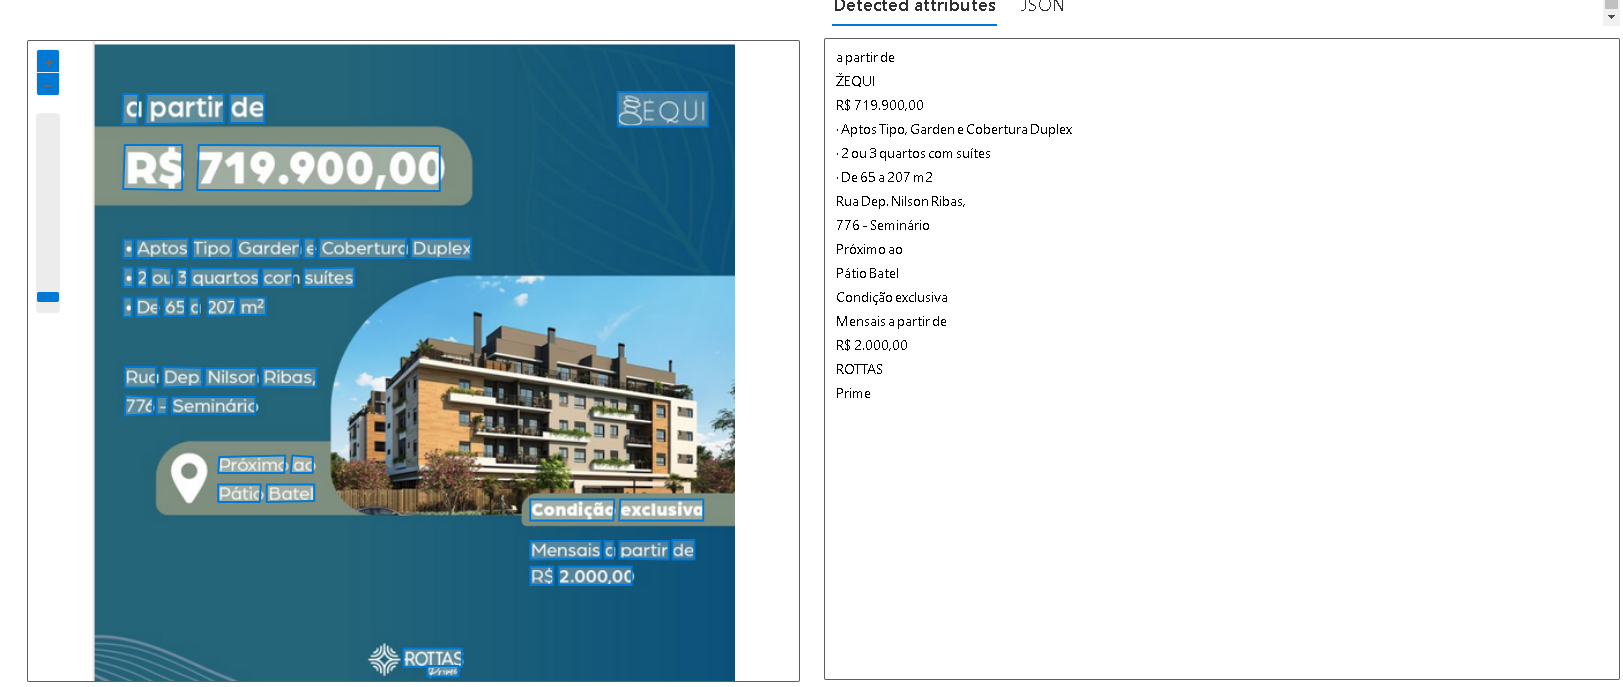 Detected attributes
JSON
a partir de
EQUI
R$ 719.900,00
• Aptos Tipo, Garden e Cobertura Duplex
• 2 ou 3 quartos com suítes
• De 65 a 207 m²
Rua Dep. Nilson Ribas,
776 - Seminário
Próximo ao
Pátio Batel
Condição exclusiva
Mensais a partir de
R$ 2.000,00
ROTTAS
Prime
a partir de
ŽEQUI
R$ 719.900,00
· Aptos Tipo, Garden e Cobertura Duplex
· 2 ou 3 quartos com suítes
· De 65 a 207 m2
Rua Dep. Nilson Ribas,
776 - Seminário
Próximo ao
Pátio Batel
Condição exclusiva
Mensais a partir de
R$ 2.000,00
ROTTAS
Prime